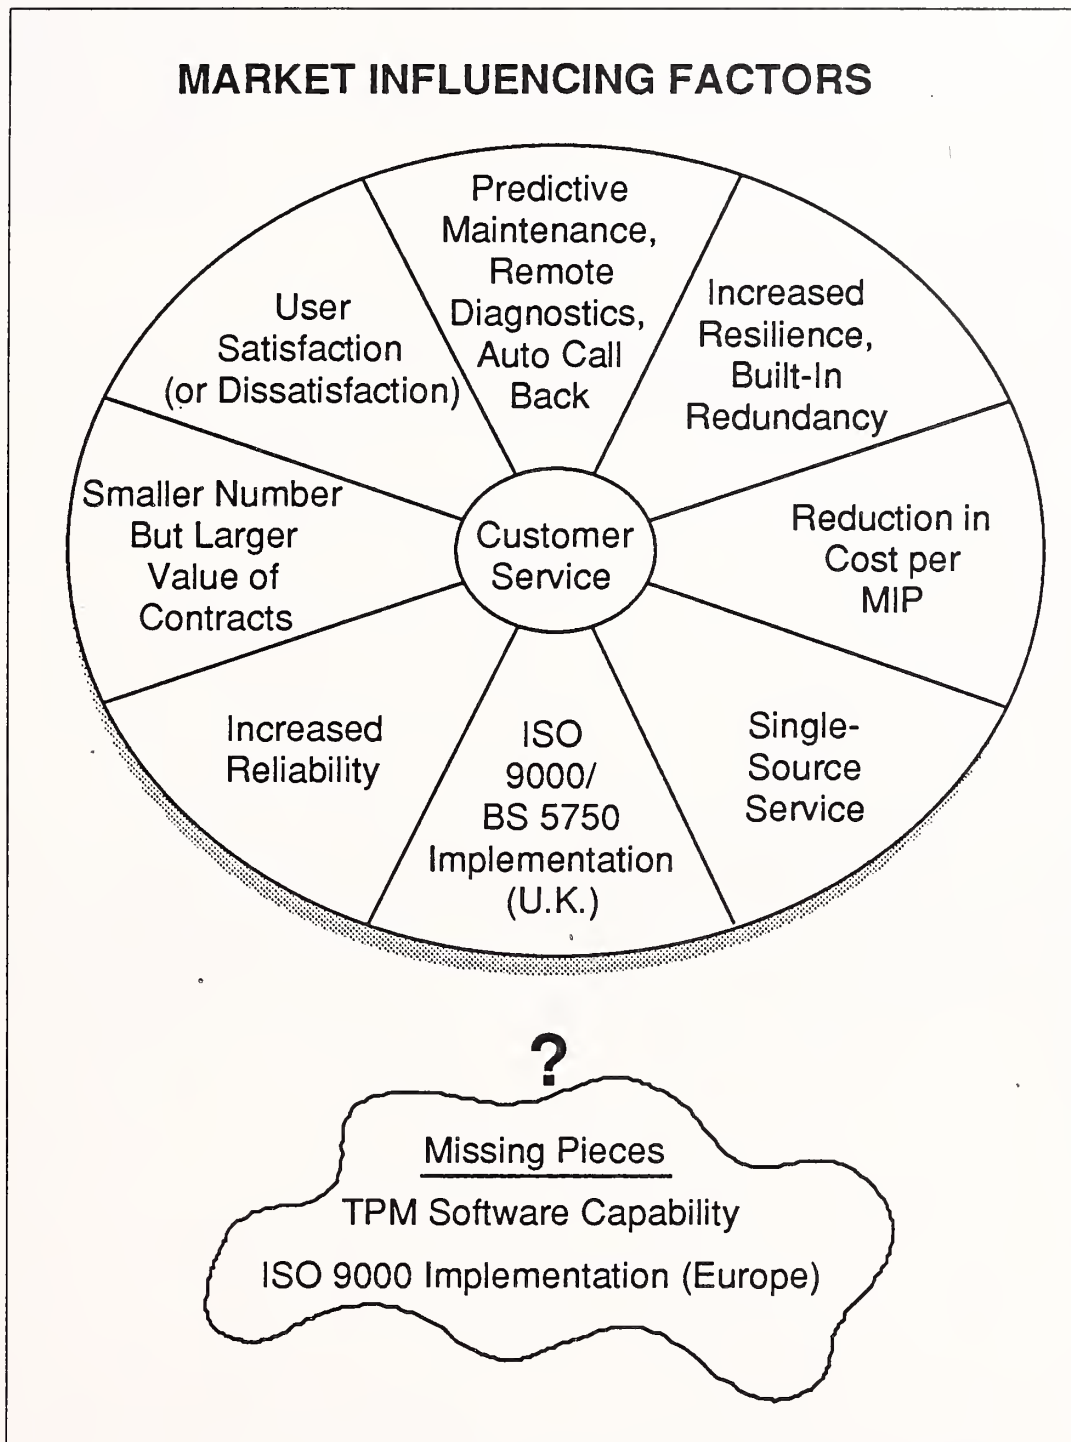 MARKET INFLUENCING FACTORS
Predictive
Maintenance,
Remote
Diagnostics,
Auto Call
Back
Increased
Resilience,
Built-In
Redundancy
Reduction in
Cost per
MIP
Single-
Source
Service
ISO
9000/
BS 5750
Implementation
(U.K.)
Increased
Reliability
Smaller Number
But Larger
Value of
Contracts
User
Satisfaction
(or Dissatisfaction)
Customer
Service
?
Missing Pieces
TPM Software Capability
ISO 9000 Implementation (Europe)